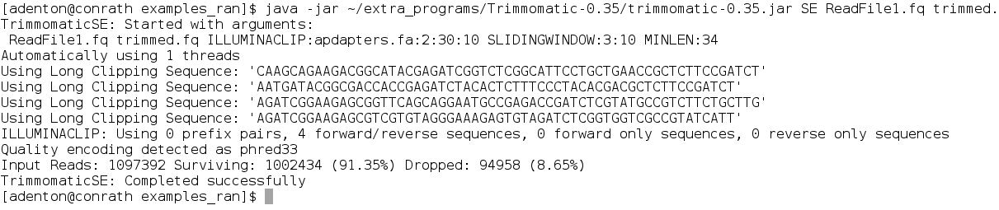 [adenton@conrath examples_ran]$ java -jar ~/extra_programs/Trimmomatic-0.35/trimmomatic-0.35.jar SE ReadFile1.fq trimmed.
TrimmomaticSE: Started with arguments:
 ReadFile1.fq trimmed.fq ILLUMINACLIP:apdapters.fa:2:30:10 SLIDINGWINDOW:3:10 MINLEN:34
Automatically using 1 threads
Using Long Clipping Sequence: 'CAAGCAGAAGACGGCATACGAGATCGGTCTCGGCATTCCTGCTGAACCGCTCTTCCGATCT'
Using Long Clipping Sequence: 'AATGATACGGCGACCACCGAGATCTACACTCTTTCCCTACACGACGCTCTTCCGATCT'
Using Long Clipping Sequence: 'AGATCGGAAGAGCGGTTCAGCAGGAATGCCGAGACCGATCTCGTATGCCGTCTTCTGCTTG'
Using Long Clipping Sequence: 'AGATCGGAAGAGCGTCGTGTAGGGAAAGAGTGTAGATCTCGGTGGTCGCCGTATCATT'
ILLUMINACLIP: Using 0 prefix pairs, 4 forward/reverse sequences, 0 forward only sequences, 0 reverse only sequences
Quality encoding detected as phred33
Input Reads: 1097392 Surviving: 1002434 (91.35%) Dropped: 94958 (8.65%)
TrimmomaticSE: Completed successfully
[adenton@conrath examples_ran]$